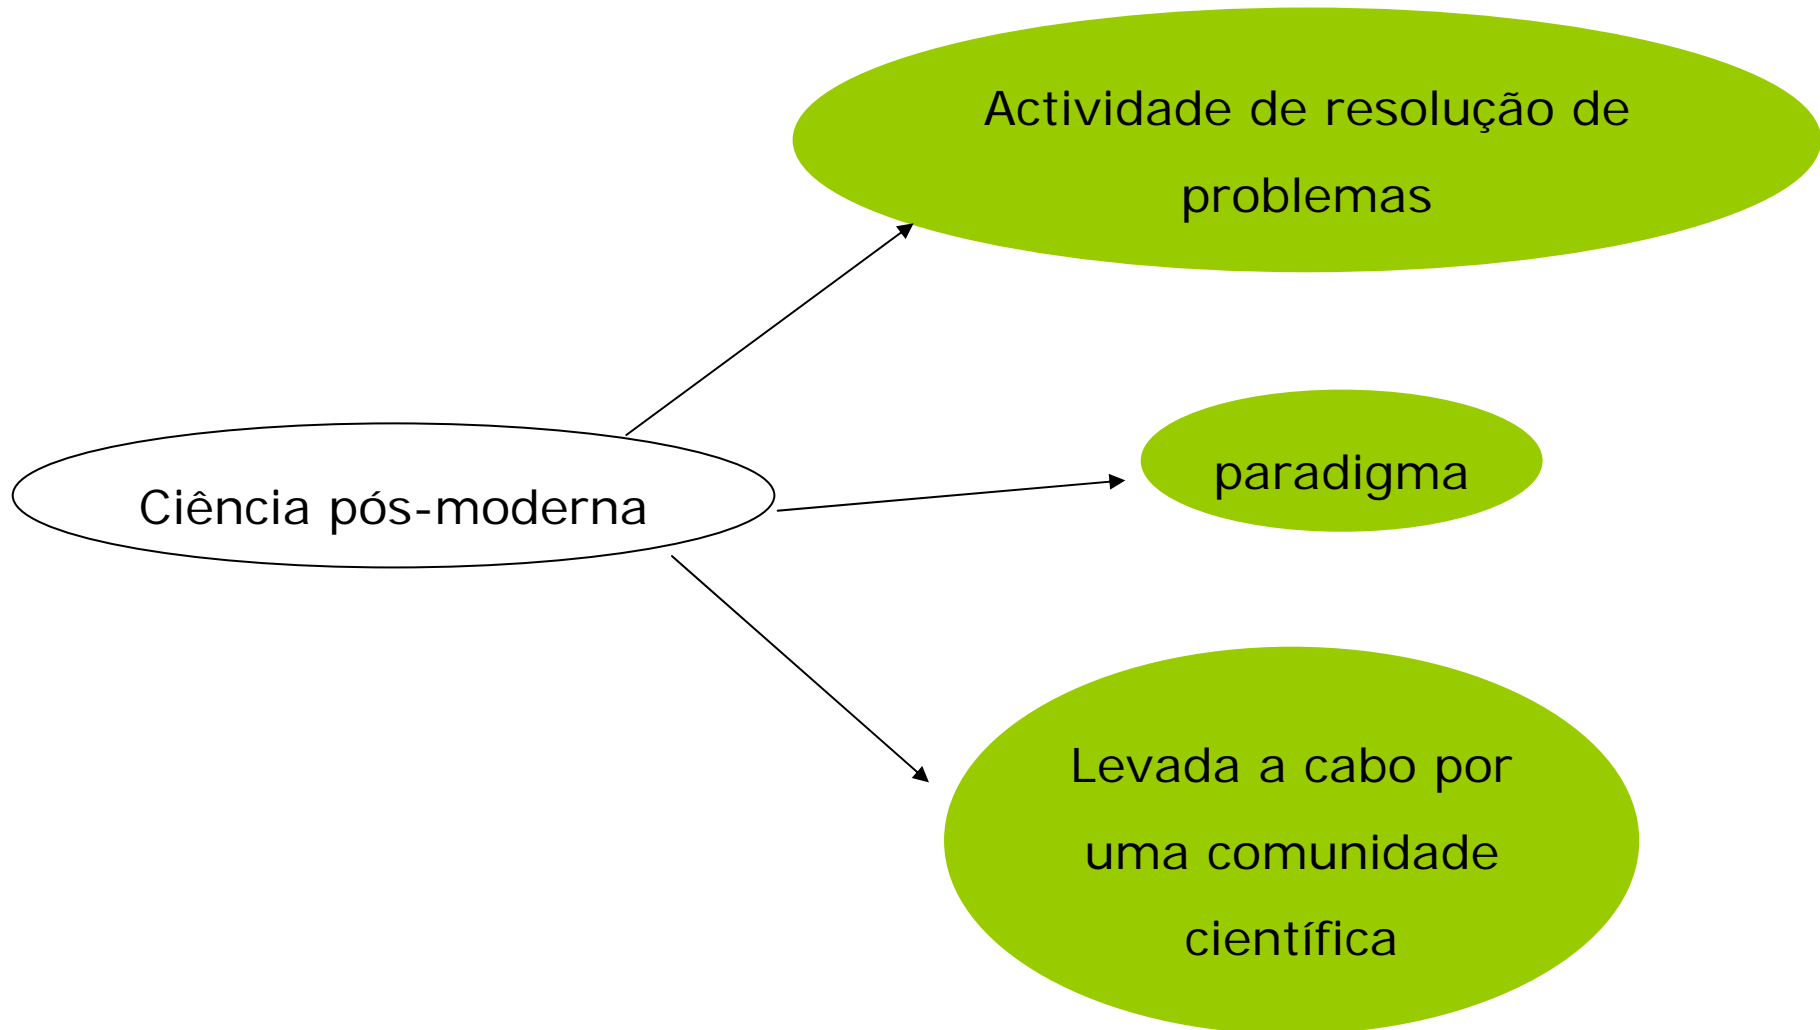 Actividade de resolução de
problemas
paradigma
Ciência pós-moderna
Levada a cabo por
uma comunidade
científica